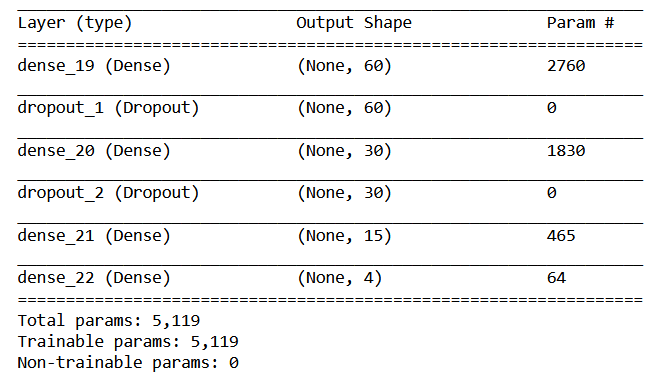 Layer (type) Output Shape Param #
=================================================================
dense_19 (Dense) (None, 60) 2760
dropout_1 (Dropout) (None, 60) 0
dense_20 (Dense) (None, 30) 1830
dropout_2 (Dropout) (None, 30) 0
dense_21 (Dense) (None, 15) 465
dense_22 (Dense) (None, 4) 64
=================================================================
Total params: 5,119
Trainable params: 5,119
Non-trainable params: 0